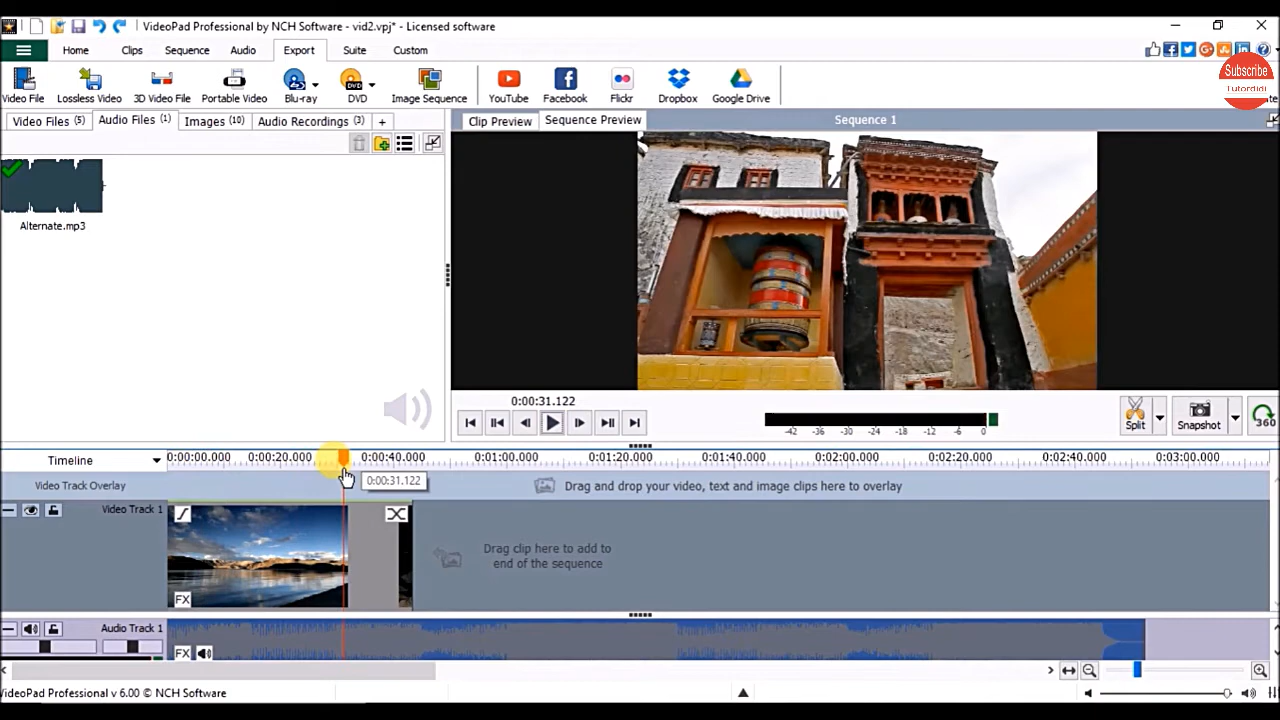 VideoPad Professional by NCH Software - vid2.vpj* - Licensed software
Home Clips Sequence Audio Export Suite Custom
Subscribe
Tutordidi
Video File Lossless Video 3D Video File Portable Video Blu-ray DVD Image Sequence YouTube Facebook Flickr Dropbox Google Drive
Video Files (5) Audio Files (1) Images (10) Audio Recordings (3) +
Clip Preview Sequence Preview Sequence 1
Alternate.mp3
0:00:31.122
-42 -36 -30 -24 -18 -12 -6 0
Split Snapshot 360
Timeline 0:00:00.000 0:00:20.000 0:00:40.000 0:01:00.000 0:01:20.000 0:01:40.000 0:02:00.000 0:02:20.000 0:02:40.000 0:03:00.000
0:00:31.122
Video Track Overlay Drag and drop your video, text and image clips here to overlay
Video Track 1
Drag clip here to add to
end of the sequence
FX
Audio Track 1
FX
VideoPad Professional v 6.00 © NCH Software